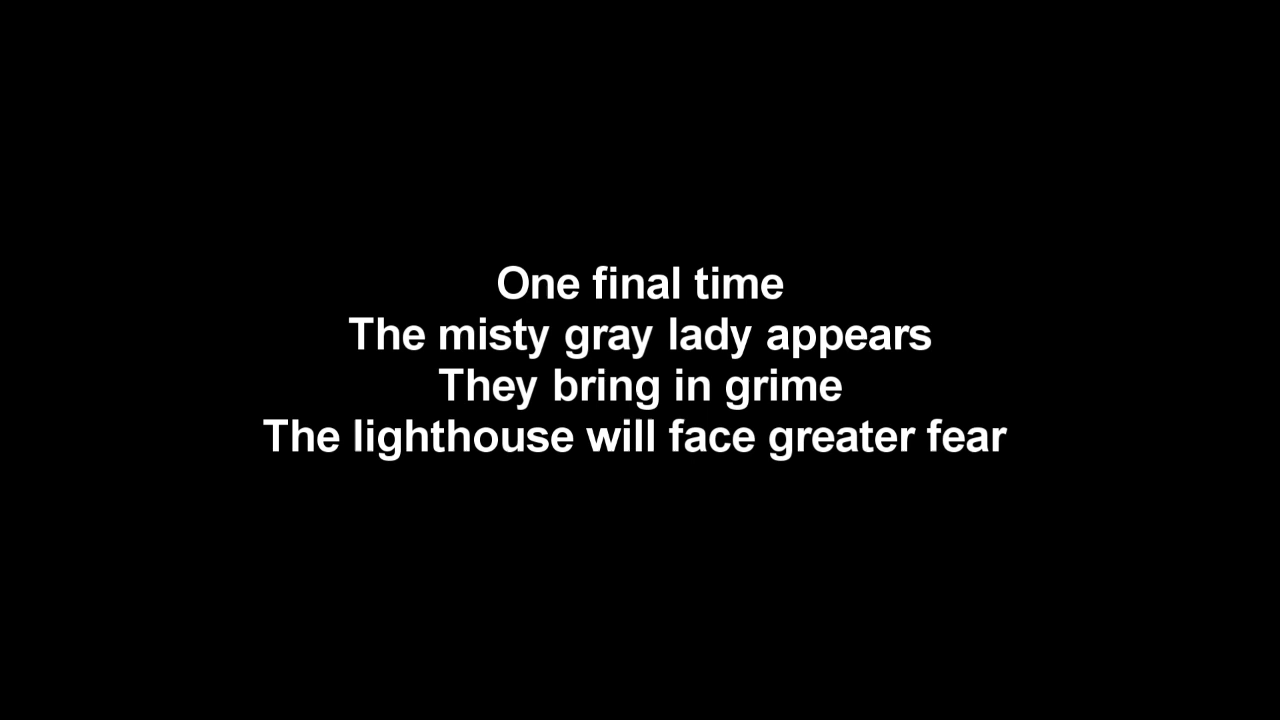 One final time
The misty gray lady appears
They bring in grime
The lighthouse will face greater fear